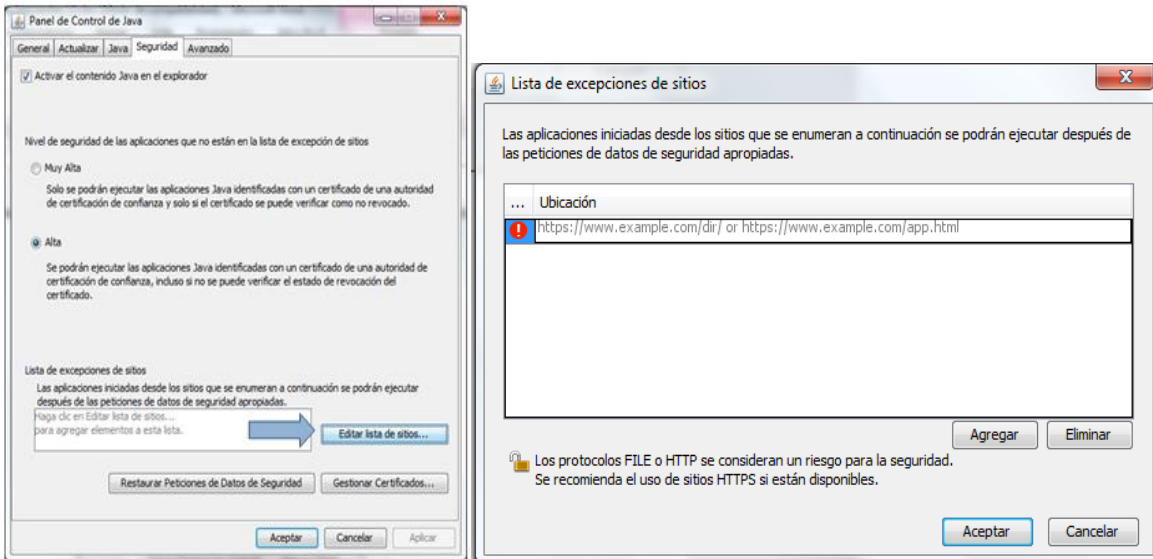 Panel de Control de Java
General Actualizar Java Seguridad Avanzado
Activar el contenido Java en el explorador
Nivel de seguridad de las aplicaciones que no están en la lista de excepción de sitios
Muy Alta
Solo se podrán ejecutar las aplicaciones Java identificadas con un certificado de una autoridad
de certificación de confianza y solo si el certificado se puede verificar como no revocado.
Alta
Se podrán ejecutar las aplicaciones Java identificadas con un certificado de una autoridad de
certificación de confianza, incluso si no se puede verificar el estado de revocación del
certificado.
Lista de excepciones de sitios
Las aplicaciones iniciadas desde los sitios que se enumeran a continuación se podrán ejecutar
después de las peticiones de datos de seguridad apropiadas.
Haga clic en Editar lista de sitios...
para agregar elementos a esta lista.
Editar lista de sitios...
Restaurar Peticiones de Datos de Seguridad Gestionar Certificados...
Aceptar Cancelar Aplicar
Lista de excepciones de sitios
Las aplicaciones iniciadas desde los sitios que se enumeran a continuación se podrán ejecutar después de
las peticiones de datos de seguridad apropiadas.
... Ubicación
https://www.example.com/dir/ or https://www.example.com/app.html
Agregar Eliminar
Los protocolos FILE o HTTP se consideran un riesgo para la seguridad.
Se recomienda el uso de sitios HTTPS si están disponibles.
Aceptar Cancelar